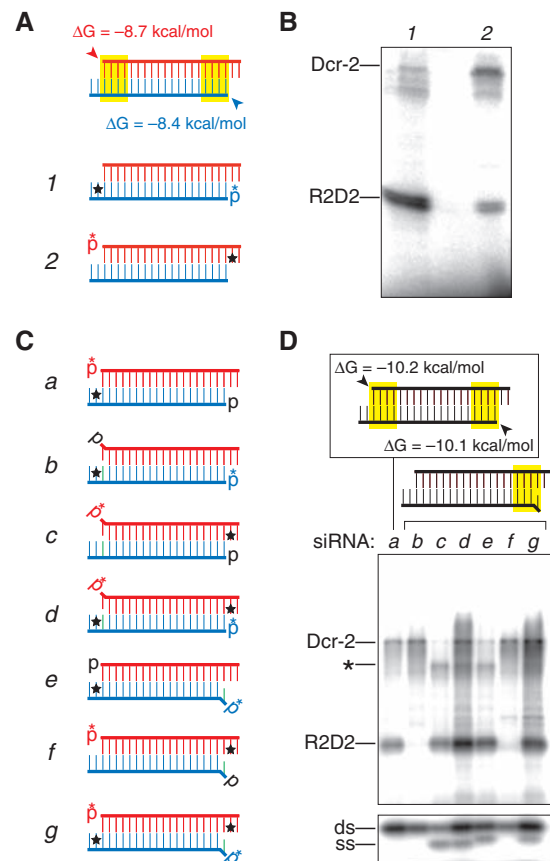 A
ΔG = –8.7 kcal/mol
ΔG = –8.4 kcal/mol
1
p*
2
p*
B
1 2
Dcr-2
R2D2
C
a
p*
p
b
p
p*
c
p*
p
d
p*
p*
e
p
p*
f
p*
p
g
p*
p*
D
ΔG = –10.2 kcal/mol
ΔG = –10.1 kcal/mol
siRNA: a b c d e f g
Dcr-2
*
R2D2
ds
ss